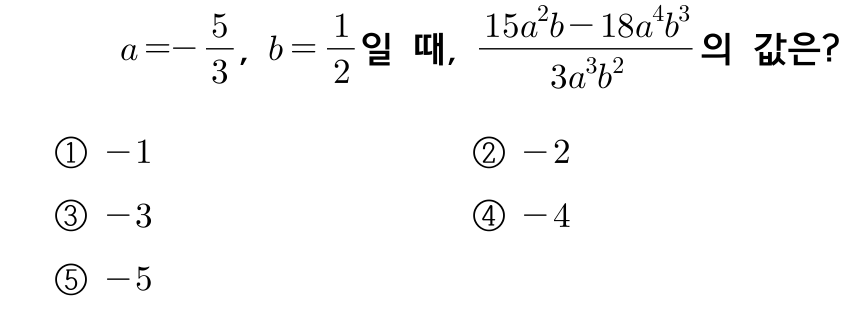 a=-5/3, b=1/2일 때, (15a²b-18a⁴b³)/(3a³b²)의 값은?
① -1 ② -2
③ -3 ④ -4
⑤ -5